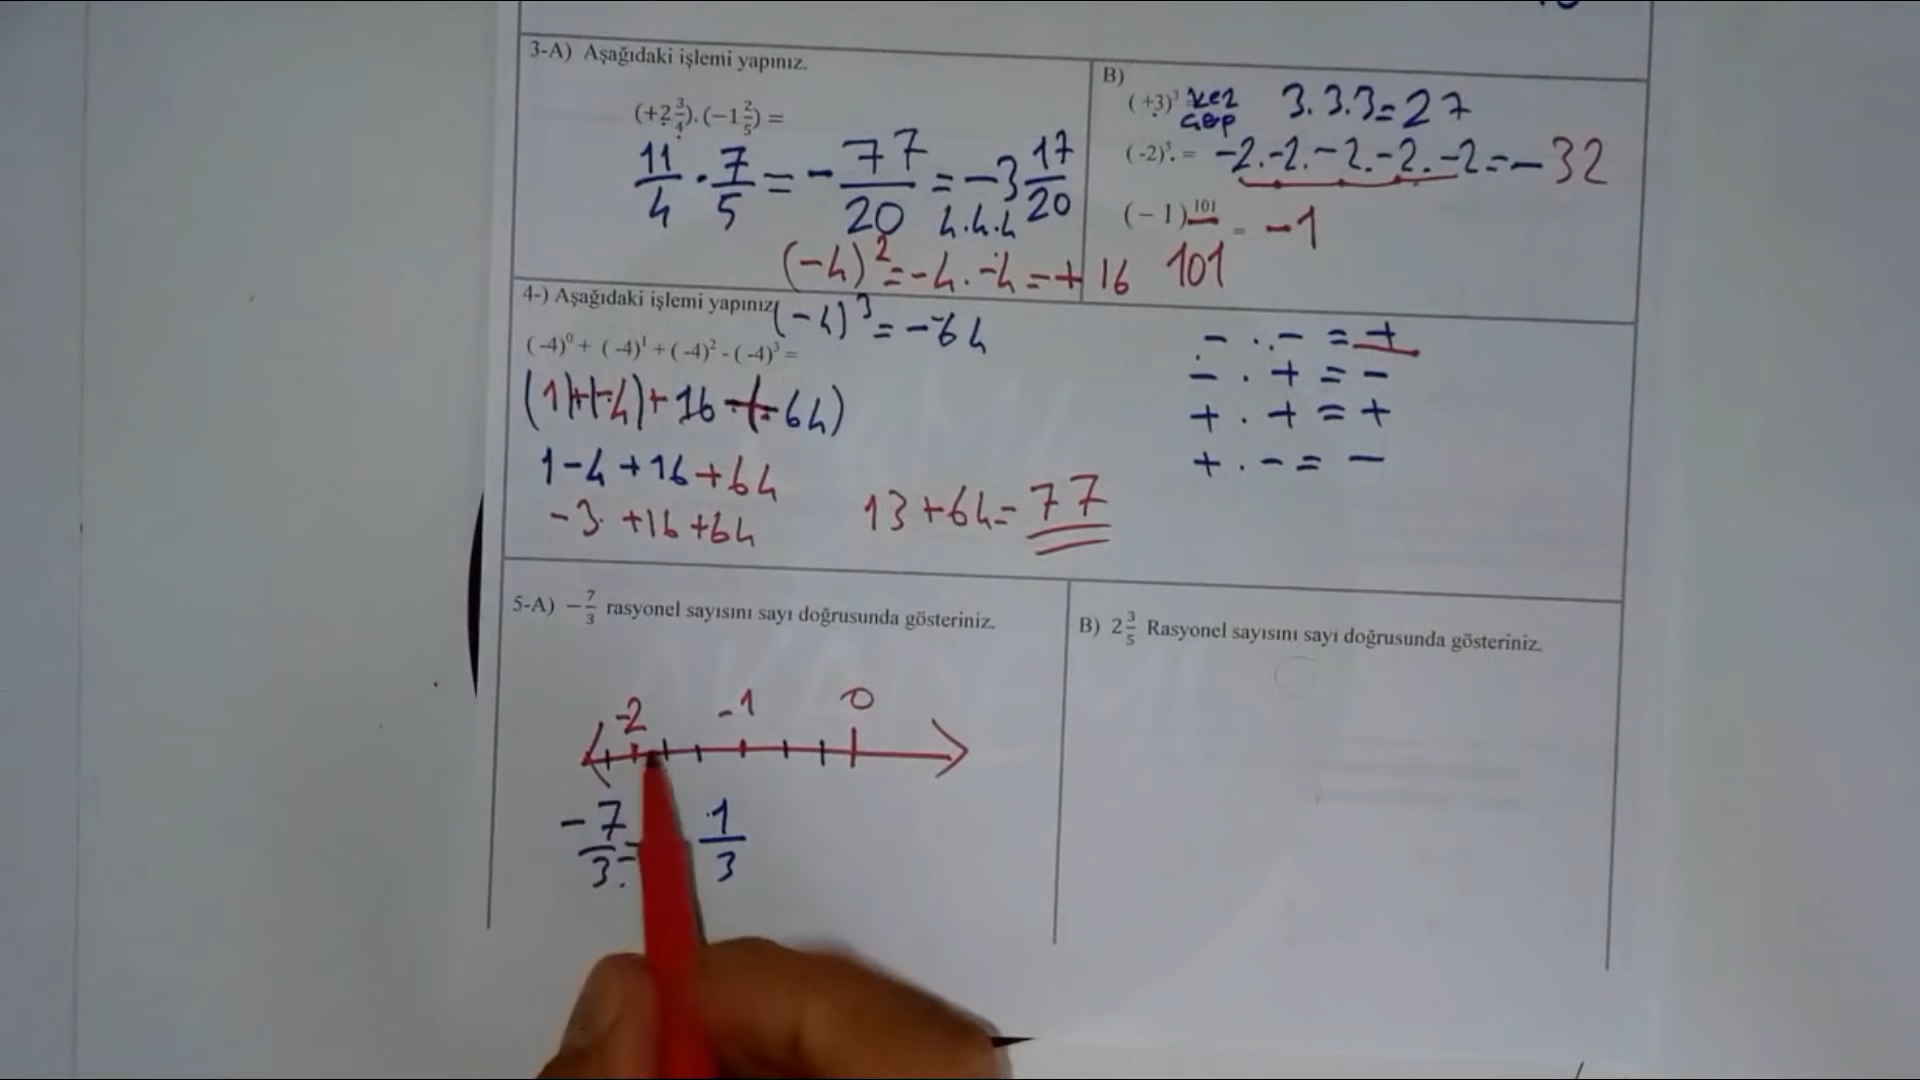 3-A) Aşağıdaki işlemi yapınız.
(+2 3/4).(-1 2/5) =
11/4 · 7/5 = - 77/20 = -3 17/20
4.4.4
(-4)² = -4 . -4 = + 16
B)
(+3)³ kez 3.3.3=27
(-2)⁵ = -2.-2.-2.-2.-2=-32
(-1)¹⁰¹ = -1
101
4-) Aşağıdaki işlemi yapınız
(-4)³ = -64
(-4)⁰ + (-4)¹ + (-4)² - (-4)³ =
(1)+(-4)+16-(-64)
1-4+16+64
-3 +16 +64
13+64=77
- . - = +
- . + = -
+ . + = +
+ . - = -
5-A) -7/3 rasyonel sayısını sayı doğrusunda gösteriniz.
-2 -1 0
-7/3 = 1/3
B) 2 3/5 Rasyonel sayısını sayı doğrusunda gösteriniz.